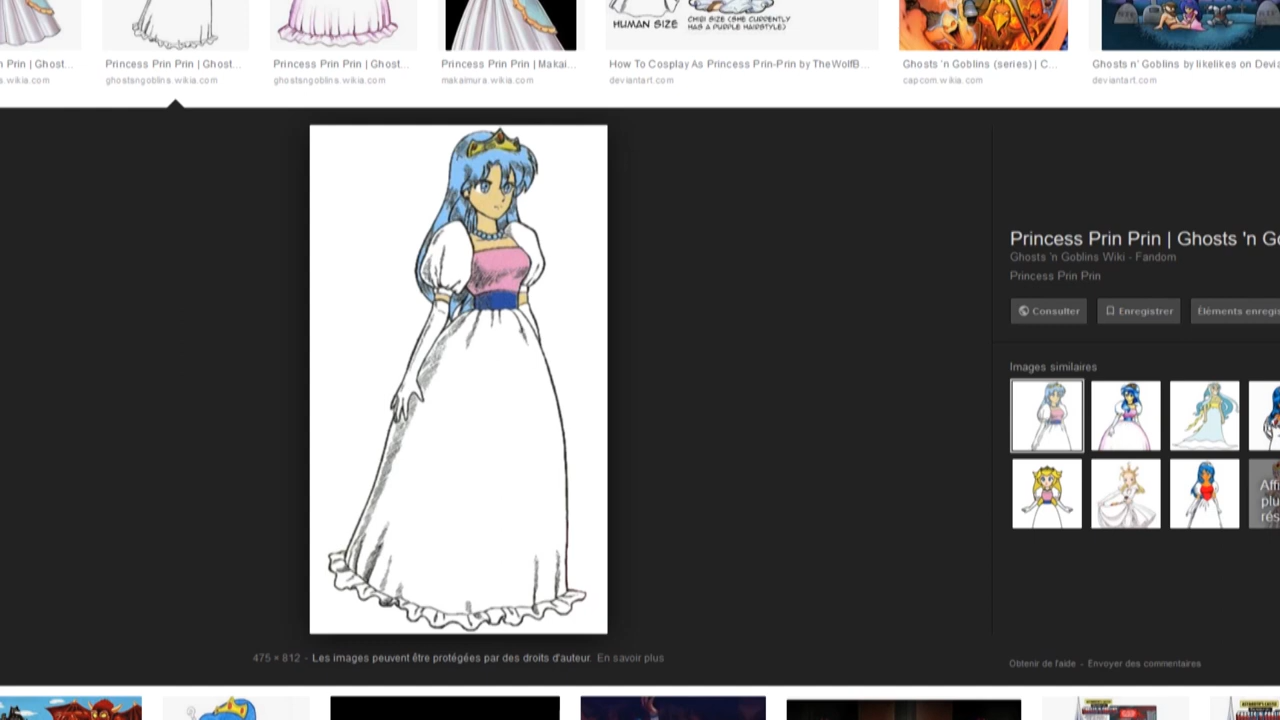 HUMAN SIZE
CHIBI SIZE (SHE CURRENTLY
HAS A PURPLE HAIRSTYLE)
Prin | Ghost...
Princess Prin Prin | Ghost...
Princess Prin Prin | Ghost...
Princess Prin Prin | Makai...
How To Cosplay As Princess Prin-Prin by TheWolfB...
Ghosts 'n Goblins (series) | C...
Ghosts n' Goblins by likelikes on Devia
s.wikia.com
ghostsngoblins.wikia.com
ghostsngoblins.wikia.com
makaimura.wikia.com
deviantart.com
capcom.wikia.com
deviantart.com
Princess Prin Prin | Ghosts 'n Go
Ghosts 'n Goblins Wiki - Fandom
Princess Prin Prin
Consulter
Enregistrer
Éléments enregis
Images similaires
Affi
plu
rés
475 × 812 - Les images peuvent être protégées par des droits d'auteur. En savoir plus
Obtenir de l'aide - Envoyer des commentaires